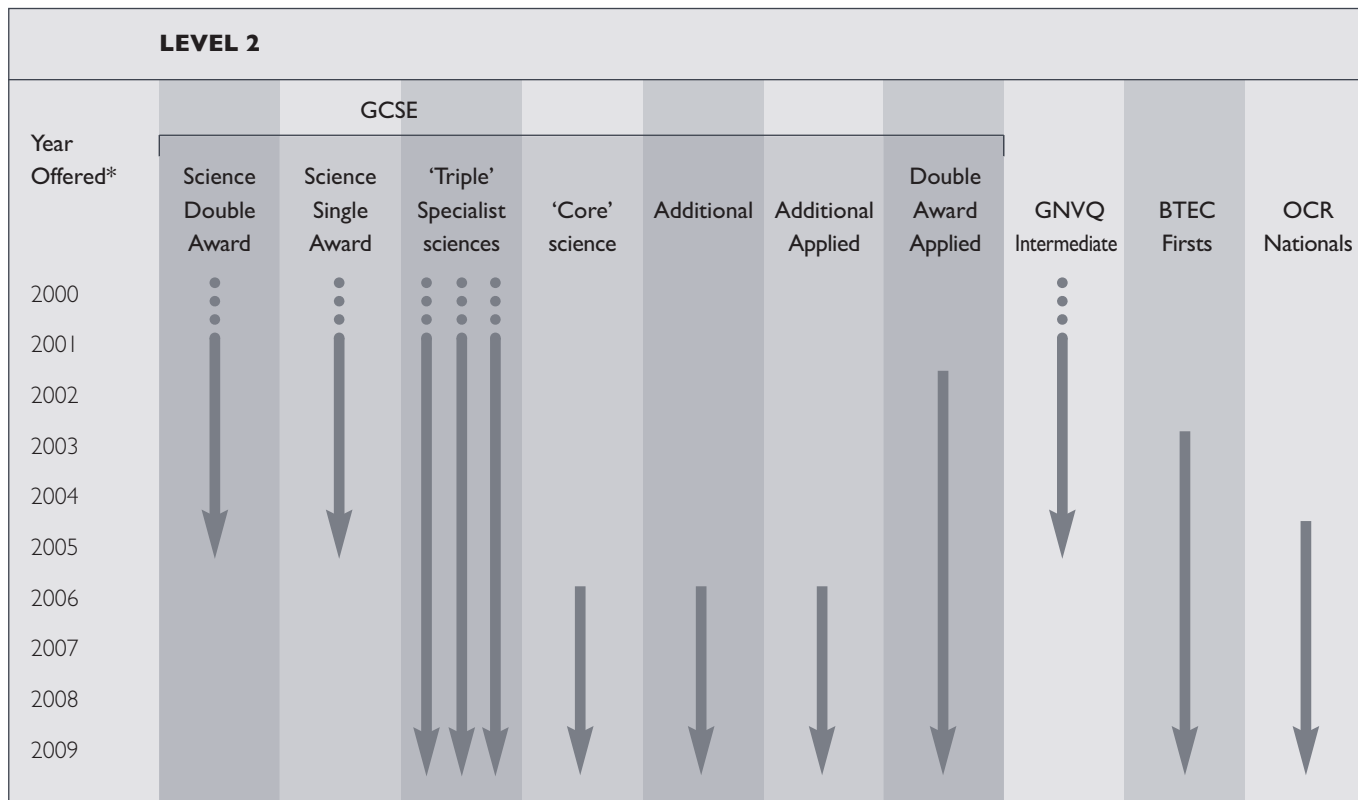 LEVEL 2
GCSE
Year
Offered*
Science
Double
Award
Science
Single
Award
‘Triple’
Specialist
sciences
‘Core’
science
Additional
Additional
Applied
Double
Award
Applied
GNVQ
Intermediate
BTEC
Firsts
OCR
Nationals
2000
2001
2002
2003
2004
2005
2006
2007
2008
2009